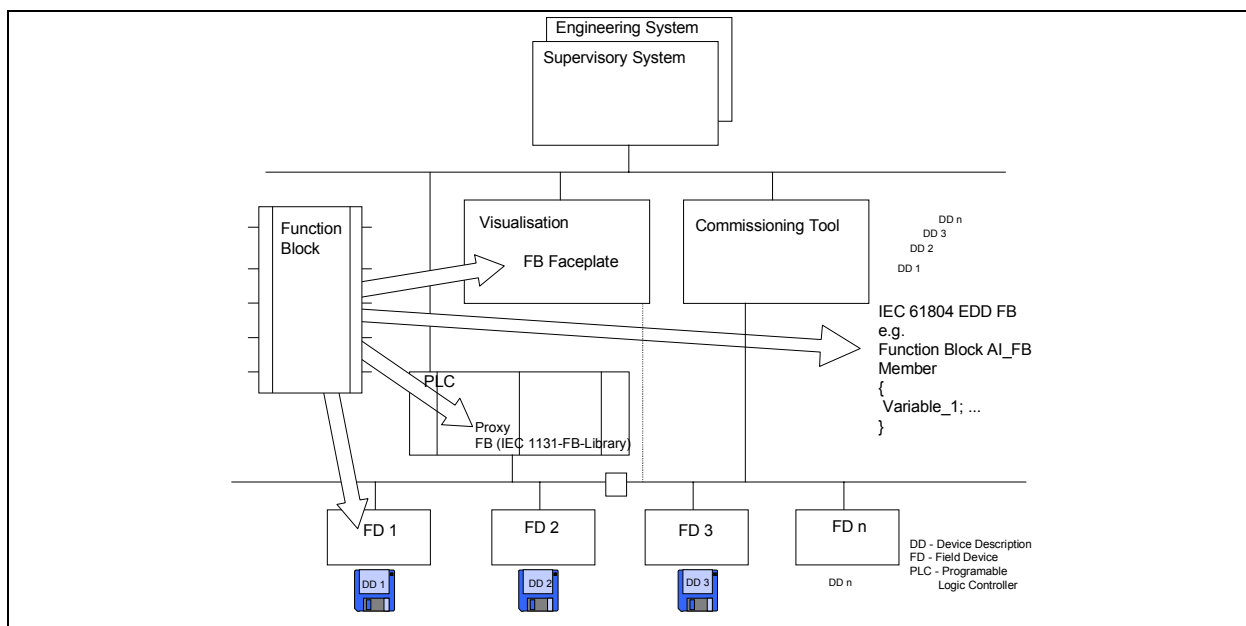 Engineering System
Supervisory System
Function
Block
Visualisation
FB Faceplate
Commissioning Tool
DD n
DD 3
DD 2
DD 1
IEC 61804 EDD FB
e.g.
Function Block AI_FB
Member
{
Variable_1; ...
}
PLC
Proxy
FB (IEC 1131-FB-Library)
FD 1
FD 2
FD 3
FD n
DD 1
DD 2
DD 3
DD n
DD - Device Description
FD - Field Device
PLC - Programable
Logic Controller